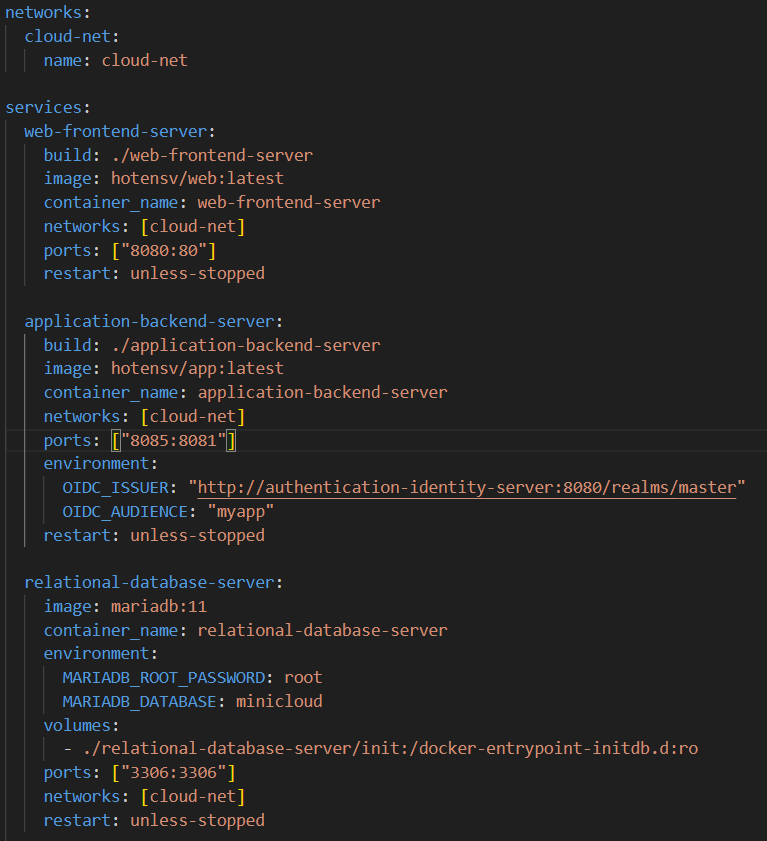 networks:
  cloud-net:
    name: cloud-net

services:
  web-frontend-server:
    build: ./web-frontend-server
    image: hotensv/web:latest
    container_name: web-frontend-server
    networks: [cloud-net]
    ports: ["8080:80"]
    restart: unless-stopped

  application-backend-server:
    build: ./application-backend-server
    image: hotensv/app:latest
    container_name: application-backend-server
    networks: [cloud-net]
    ports: ["8085:8081"]
    environment:
      OIDC_ISSUER: "http://authentication-identity-server:8080/realms/master"
      OIDC_AUDIENCE: "myapp"
    restart: unless-stopped

  relational-database-server:
    image: mariadb:11
    container_name: relational-database-server
    environment:
      MARIADB_ROOT_PASSWORD: root
      MARIADB_DATABASE: minicloud
    volumes:
      - ./relational-database-server/init:/docker-entrypoint-initdb.d:ro
    ports: ["3306:3306"]
    networks: [cloud-net]
    restart: unless-stopped